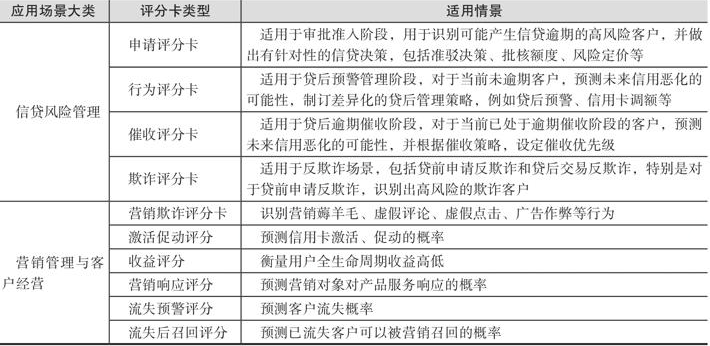 应用场景大类 评分卡类型 适用情景
信贷风险管理
申请评分卡
适用于审批准入阶段，用于识别可能产生信贷逾期的高风险客户，并做
出有针对性的信贷决策，包括准驳决策、批核额度、风险定价等
行为评分卡
适用于贷后预警管理阶段，对于当前未逾期客户，预测未来信用恶化的
可能性，制订差异化的贷后管理策略，例如贷后预警、信用卡调额等
催收评分卡
适用于贷后逾期催收阶段，对于当前已处于逾期催收阶段的客户，预测
未来信用恶化的可能性，并根据催收策略，设定催收优先级
欺诈评分卡
适用于反欺诈场景，包括贷前申请反欺诈和贷后交易反欺诈，特别是对
于贷前申请反欺诈，识别出高风险的欺诈客户
营销管理与客
户经营
营销欺诈评分卡 识别营销薅羊毛、虚假评论、虚假点击、广告作弊等行为
激活促动评分 预测信用卡激活、促动的概率
收益评分 衡量用户全生命周期收益高低
营销响应评分 预测营销对象对产品服务响应的概率
流失预警评分 预测客户流失概率
流失后召回评分 预测已流失客户可以被营销召回的概率